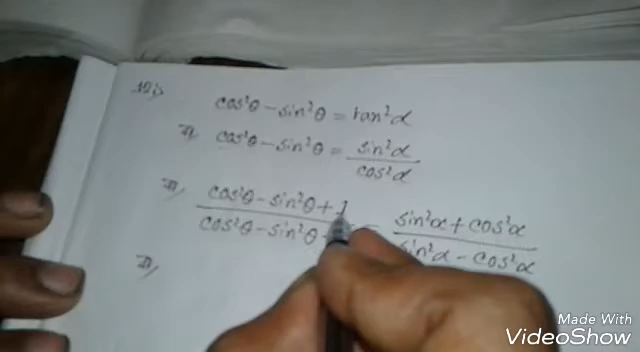 cos²θ − sin²θ = tan²α
cos²θ − sin²θ = sin²α / cos²α
cos²θ − sin²θ + 1 / cos²θ − sin²θ = sin²α + cos²α / sin²α − cos²α
Made With
VideoShow